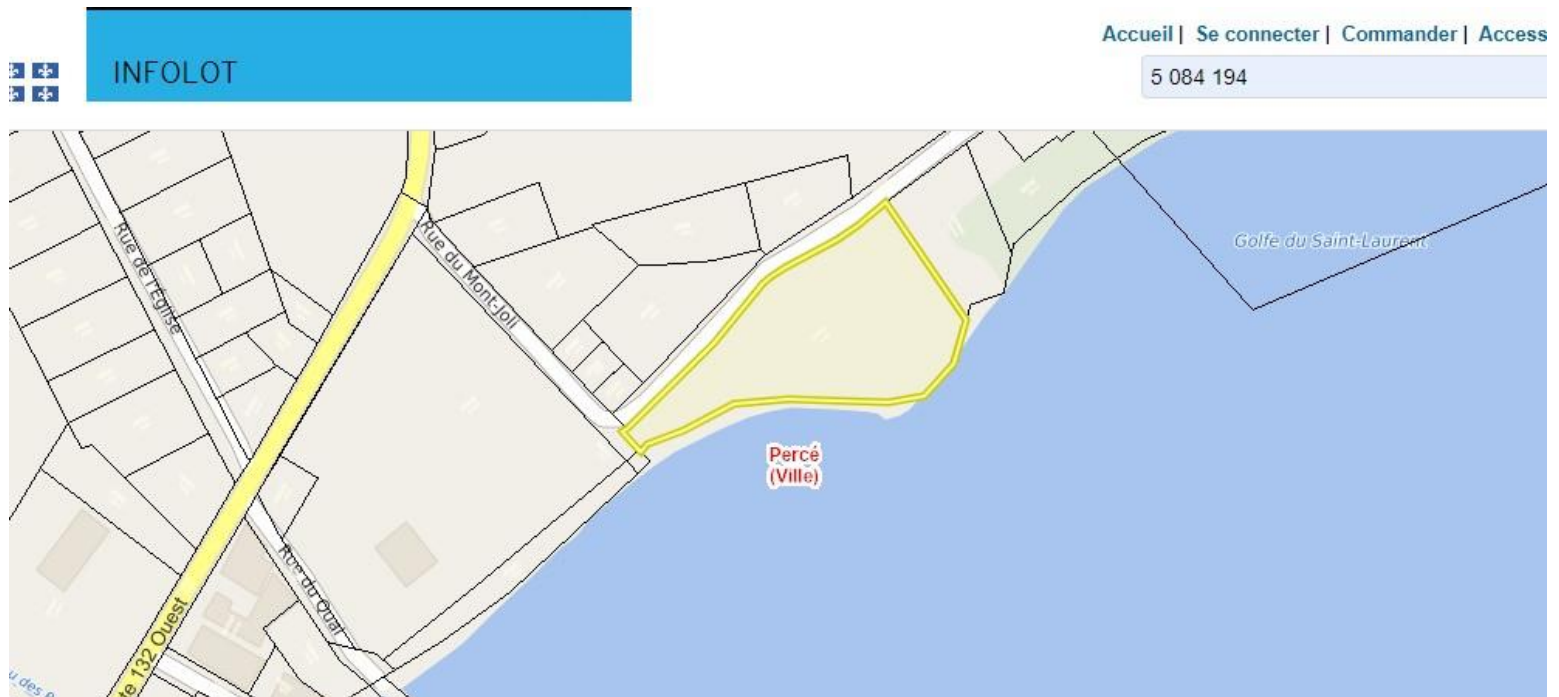 Accueil | Se connecter | Commander | Access
INFOLOT
5 084 194
Rue de l'Église
Rue du Mont-Joli
Golfe du Saint-Laurent
Percé
(Ville)
Rue du Quai
te 132 Ouest
u des